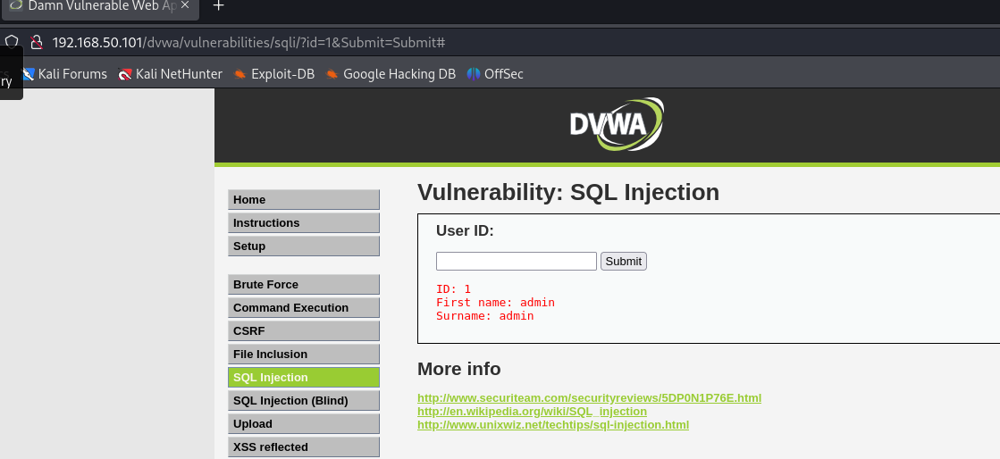 Damn Vulnerable Web Ap
192.168.50.101/dvwa/vulnerabilities/sqli/?id=1&Submit=Submit#
ry
cs
Kali Forums
Kali NetHunter
Exploit-DB
Google Hacking DB
OffSec
DVWA
Home
Instructions
Setup
Brute Force
Command Execution
CSRF
File Inclusion
SQL Injection
SQL Injection (Blind)
Upload
XSS reflected
Vulnerability: SQL Injection
User ID:
Submit
ID: 1
First name: admin
Surname: admin
More info
http://www.securiteam.com/securityreviews/5DP0N1P76E.html
http://en.wikipedia.org/wiki/SQL_injection
http://www.unixwiz.net/techtips/sql-injection.html